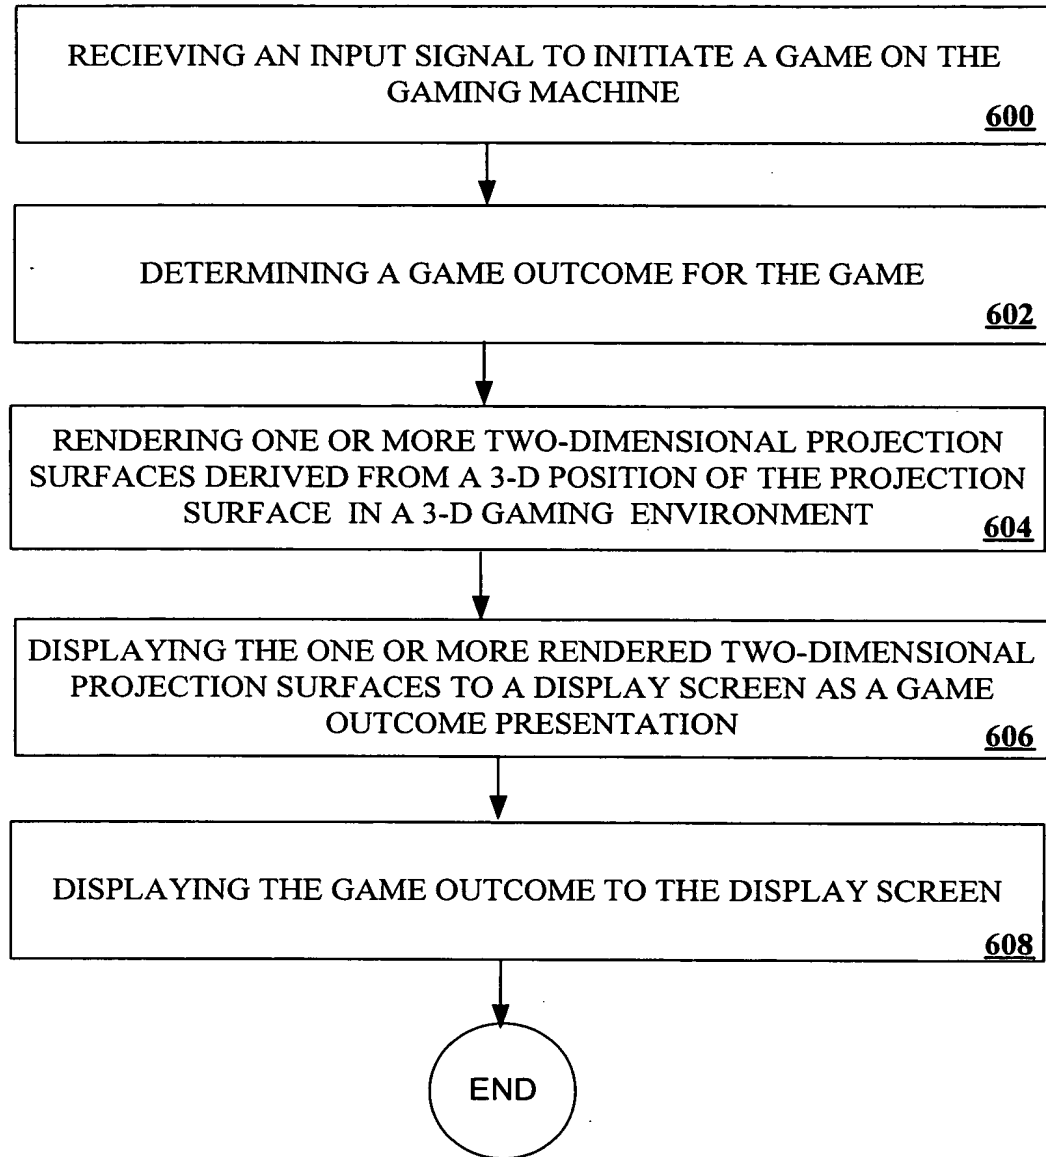 RECIEVING AN INPUT SIGNAL TO INITIATE A GAME ON THE
GAMING MACHINE
600
DETERMINING A GAME OUTCOME FOR THE GAME
602
RENDERING ONE OR MORE TWO-DIMENSIONAL PROJECTION
SURFACES DERIVED FROM A 3-D POSITION OF THE PROJECTION
SURFACE IN A 3-D GAMING ENVIRONMENT
604
DISPLAYING THE ONE OR MORE RENDERED TWO-DIMENSIONAL
PROJECTION SURFACES TO A DISPLAY SCREEN AS A GAME
OUTCOME PRESENTATION
606
DISPLAYING THE GAME OUTCOME TO THE DISPLAY SCREEN
608
END